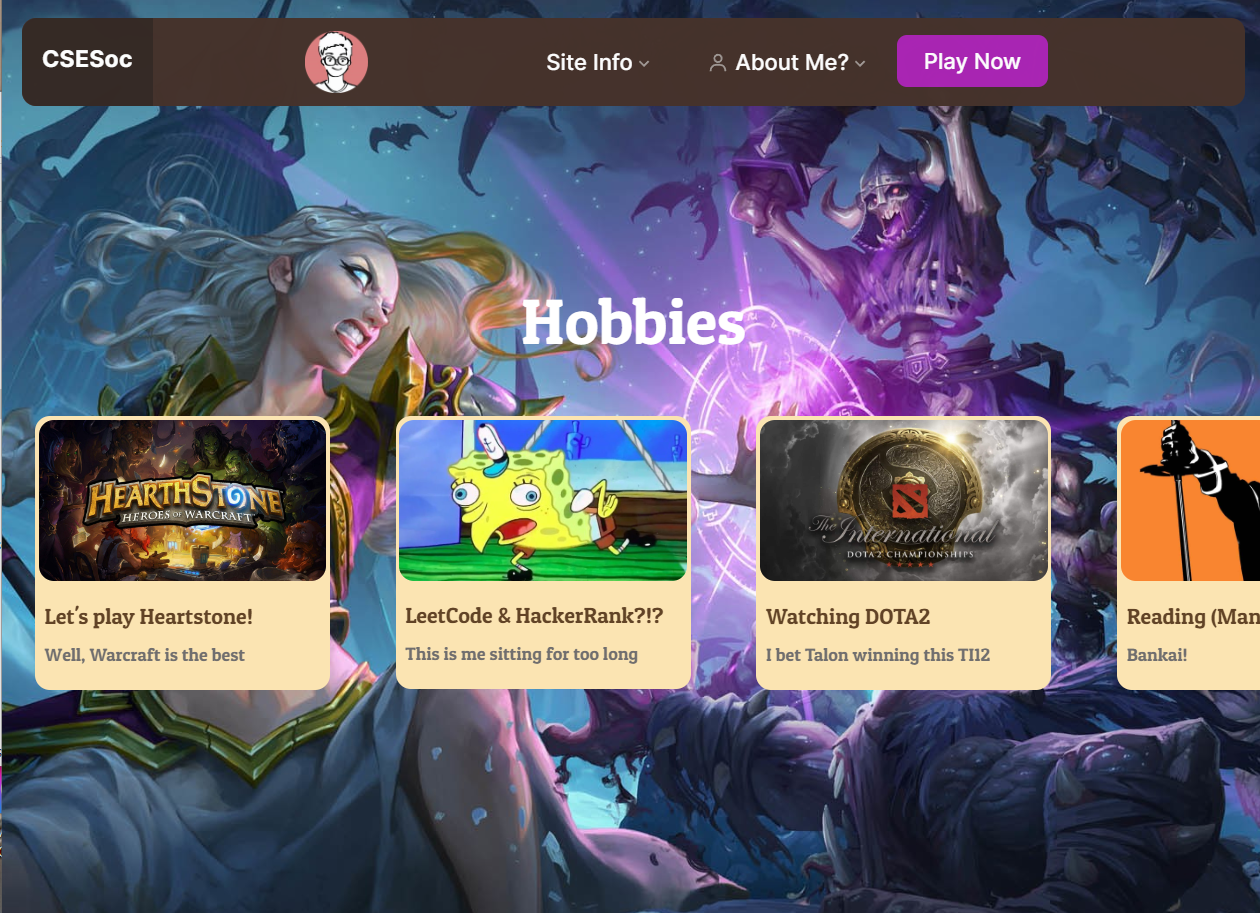 CSESoc
Site Info
About Me?
Play Now
Hobbies
HEARTHSTONE
HEROES OF WARCRAFT
The International
DOTA 2 CHAMPIONSHIPS
Let's play Heartstone!
Well, Warcraft is the best
LeetCode & HackerRank?!?
This is me sitting for too long
Watching DOTA2
I bet Talon winning this TI12
Reading (Man
Bankai!